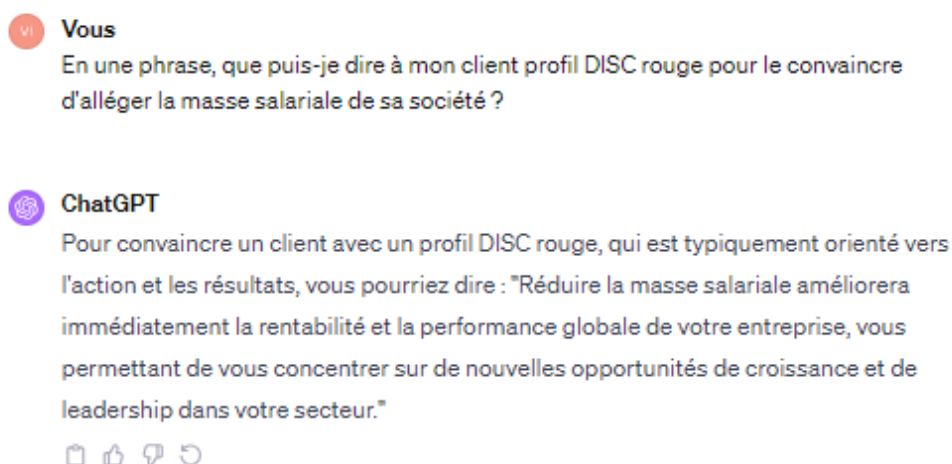 VI
Vous
En une phrase, que puis-je dire à mon client profil DISC rouge pour le convaincre
d'alléger la masse salariale de sa société ?
ChatGPT
Pour convaincre un client avec un profil DISC rouge, qui est typiquement orienté vers
l'action et les résultats, vous pourriez dire : "Réduire la masse salariale améliorera
immédiatement la rentabilité et la performance globale de votre entreprise, vous
permettant de vous concentrer sur de nouvelles opportunités de croissance et de
leadership dans votre secteur."